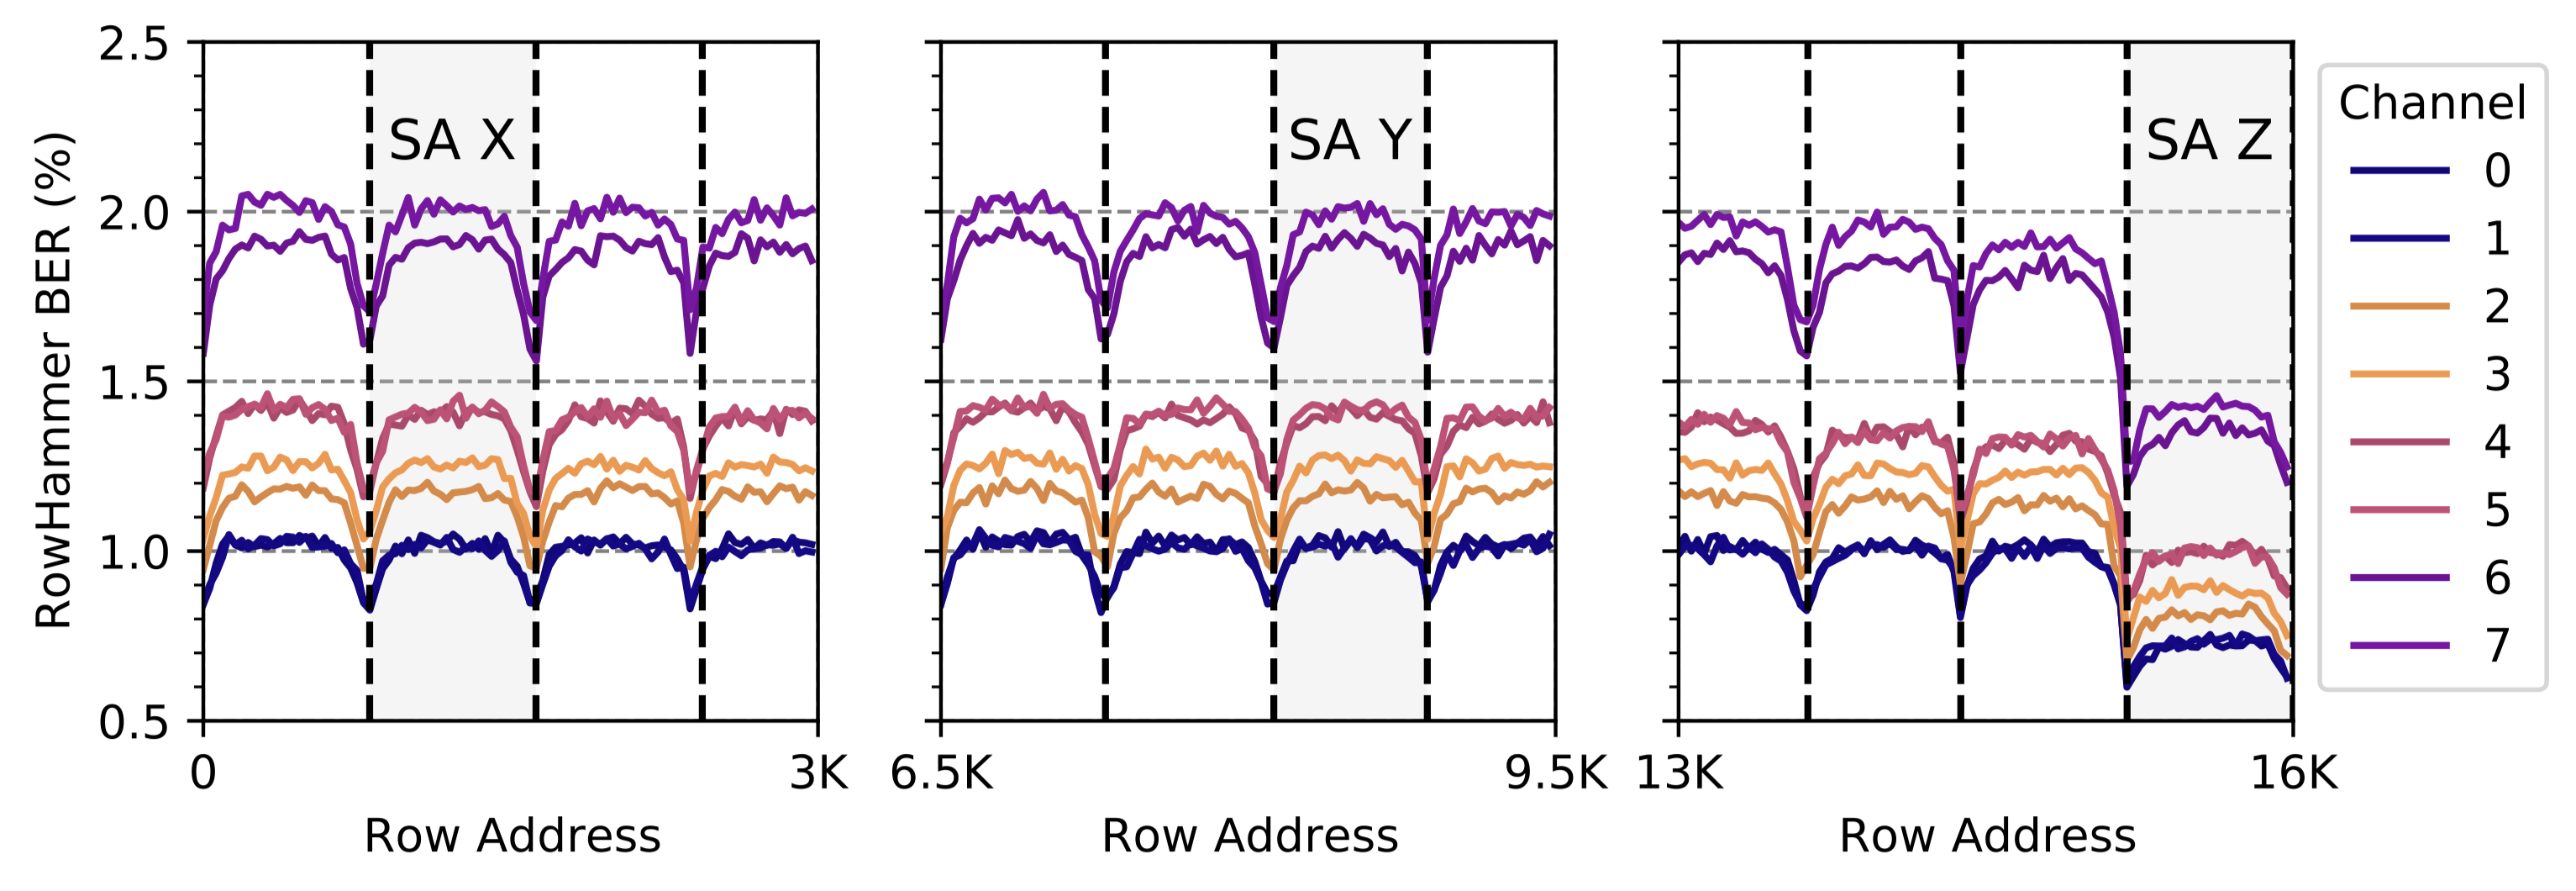 RowHammer BER (%)
2.5
2.0
1.5
1.0
0.5
SA X
SA Y
SA Z
0
3K
6.5K
9.5K
13K
16K
Row Address
Row Address
Row Address
Channel
0
1
2
3
4
5
6
7